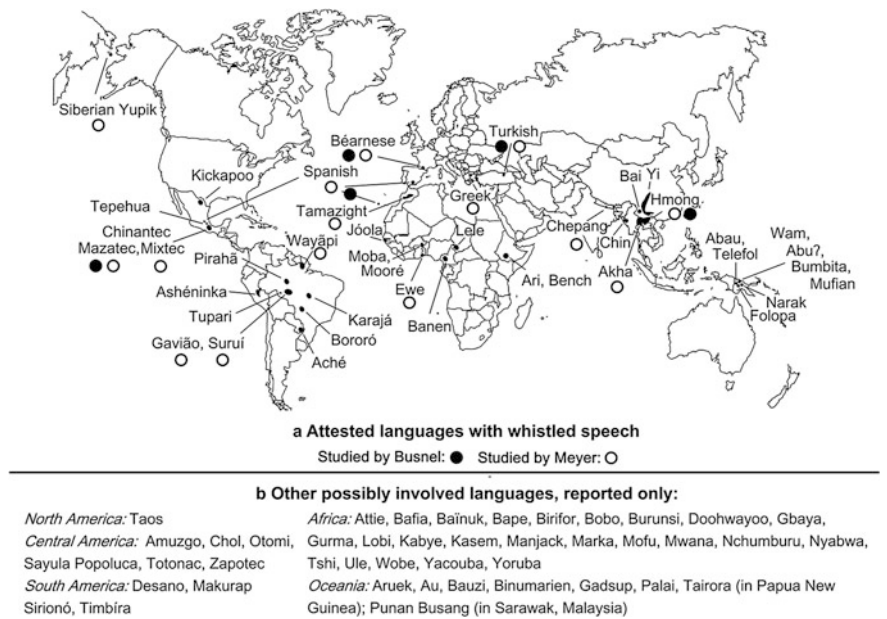 Siberian Yupik
Kickapoo
Tepehua
Chinantec
Mazatec, Mixtec
Pirahã
Ashéninka
Tupari
Gavião, Suruí
Béarnese
Spanish
Tamazight
Jóola
Wayãpi
Moba,
Mooré
Ewe
Karajá
Bororó
Aché
Turkish
Greek
Lele
Banen
Ari, Bench
Chepang
Bai
Yi
Hmong
Chin
Akha
Abau,
Telefol
Wam,
Abu?,
Bumbita,
Mufian
Narak
Folopa
a Attested languages with whistled speech
Studied by Busnel: ● Studied by Meyer: ○
b Other possibly involved languages, reported only:
North America: Taos
Central America: Amuzgo, Chol, Otomi,
Sayula Popoluca, Totonac, Zapotec
South America: Desano, Makurap
Sirionó, Timbíra
Africa: Attie, Bafia, Baïnuk, Bape, Birifor, Bobo, Burunsi, Doohwayoo, Gbaya,
Gurma, Lobi, Kabye, Kasem, Manjack, Marka, Mofu, Mwana, Nchumburu, Nyabwa,
Tshi, Ule, Wobe, Yacouba, Yoruba
Oceania: Aruek, Au, Bauzi, Binumarien, Gadsup, Palai, Tairora (in Papua New
Guinea); Punan Busang (in Sarawak, Malaysia)